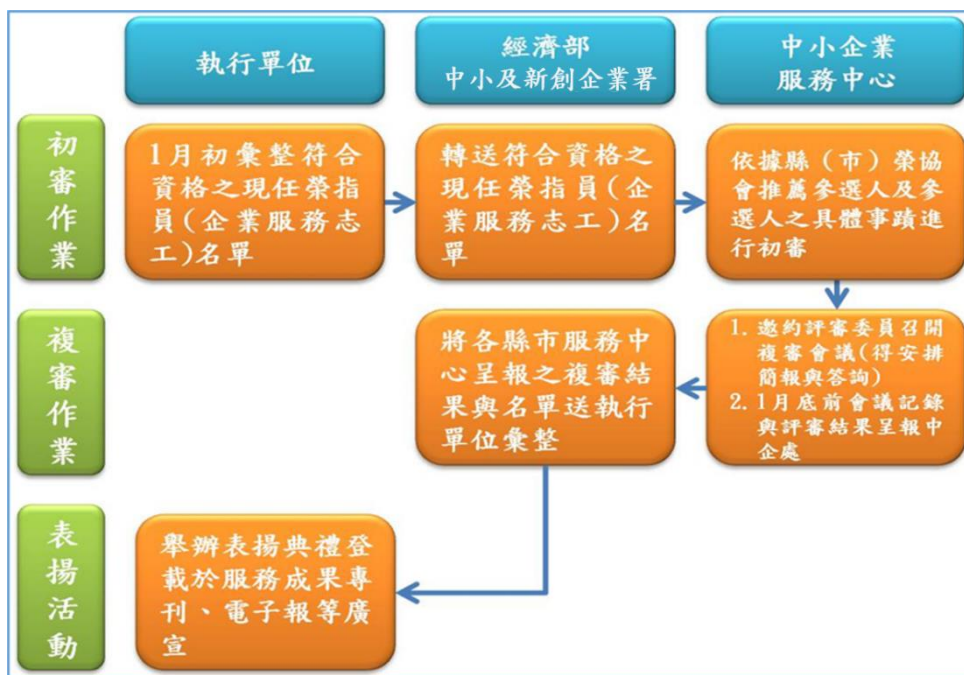 執行單位
經濟部
中小及新創企業署
中小企業
服務中心
初審作業
1月初彙整符合
資格之現任榮指
員(企業服務志
工)名單
轉送符合資格之
現任榮指員(企
業服務志工)名
單
依據縣（市）榮協
會推薦參選人及參
選人之具體事蹟進
行初審
複審作業
將各縣市服務中
心呈報之複審結
果與名單送執行
單位彙整
1. 邀約評審委員召開
複審會議(得安排
簡報與答詢)
2. 1月底前會議記錄
與評審結果呈報中
企處
表揚活動
舉辦表揚典禮登
載於服務成果專
刊、電子報等廣
宣